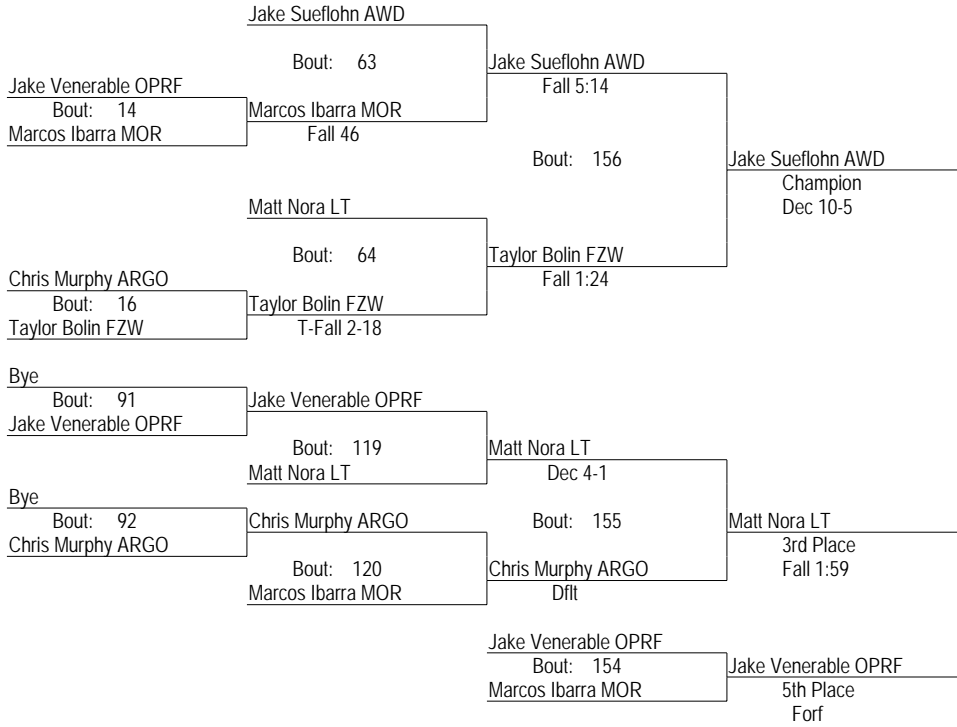 Jake Sueflohn AWD
Bout: 63
Jake Sueflohn AWD
Jake Venerable OPRF
Fall 5:14
Bout: 14
Marcos Ibarra MOR
Marcos Ibarra MOR
Fall 46
Bout: 156
Jake Sueflohn AWD
Champion
Matt Nora LT
Dec 10-5
Bout: 64
Taylor Bolin FZW
Chris Murphy ARGO
Fall 1:24
Bout: 16
Taylor Bolin FZW
Taylor Bolin FZW
T-Fall 2-18
Bye
Bout: 91
Jake Venerable OPRF
Jake Venerable OPRF
Bout: 119
Matt Nora LT
Matt Nora LT
Dec 4-1
Bye
Bout: 92
Chris Murphy ARGO
Bout: 155
Matt Nora LT
Chris Murphy ARGO
3rd Place
Bout: 120
Chris Murphy ARGO
Fall 1:59
Marcos Ibarra MOR
Dflt
Jake Venerable OPRF
Bout: 154
Jake Venerable OPRF
Marcos Ibarra MOR
5th Place
Forf